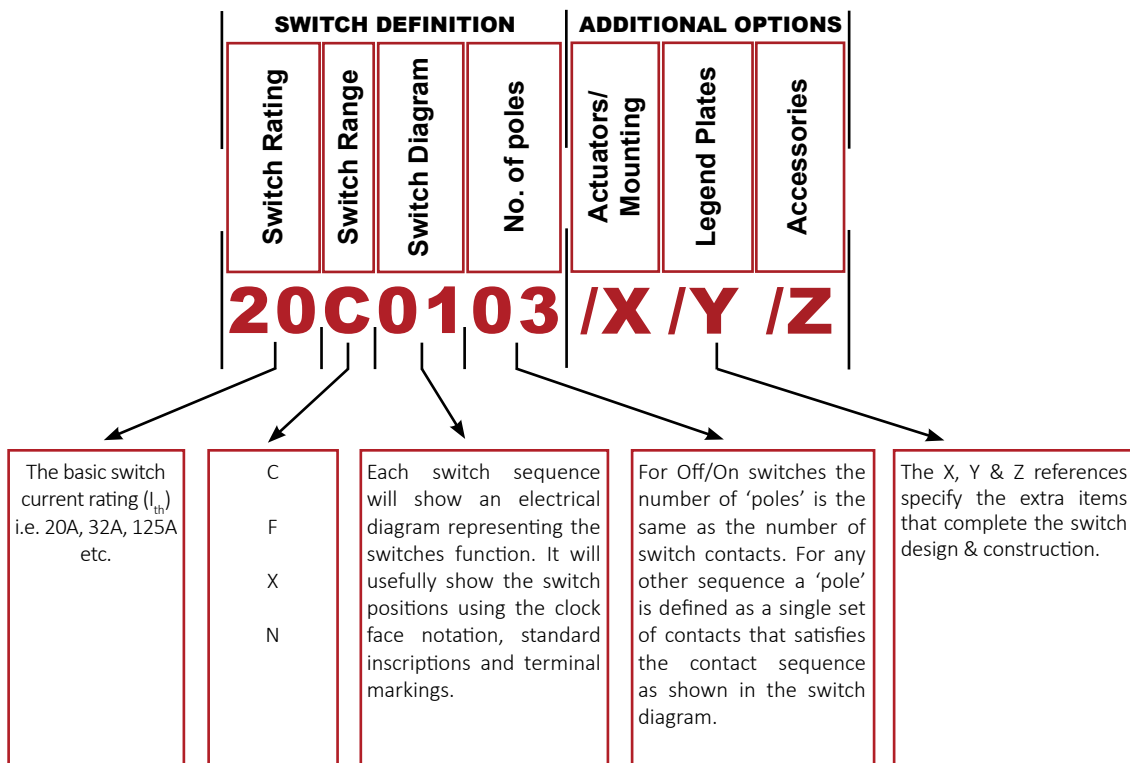 SWITCH DEFINITION
ADDITIONAL OPTIONS
Switch Rating
Switch Range
Switch Diagram
No. of poles
Actuators/
Mounting
Legend Plates
Accessories
20C0103 /X /Y /Z
The basic switch
current rating (Ith)
i.e. 20A, 32A, 125A
etc.
C
F
X
N
Each switch sequence
will show an electrical
diagram representing the
switches function. It will
usefully show the switch
positions using the clock
face notation, standard
inscriptions and terminal
markings.
For Off/On switches the
number of ‘poles’ is the
same as the number of
switch contacts. For any
other sequence a ‘pole’
is defined as a single set
of contacts that satisfies
the contact sequence
as shown in the switch
diagram.
The X, Y & Z references
specify the extra items
that complete the switch
design & construction.